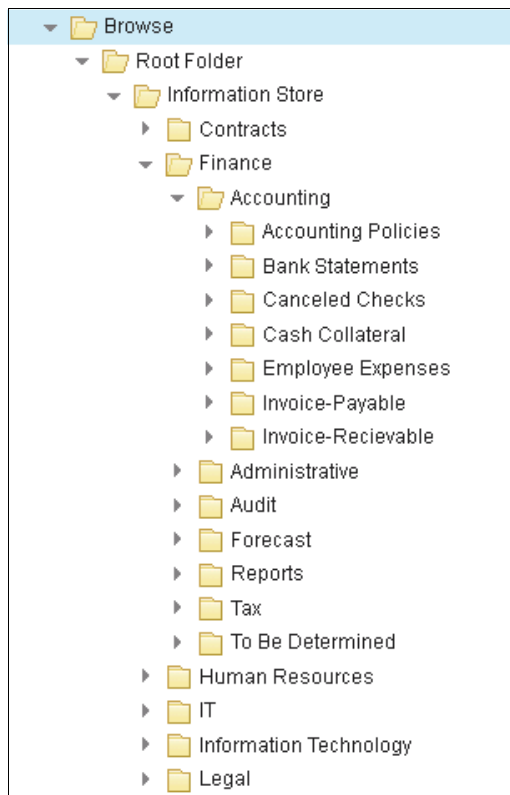 Browse
Root Folder
Information Store
Contracts
Finance
Accounting
Accounting Policies
Bank Statements
Canceled Checks
Cash Collateral
Employee Expenses
Invoice-Payable
Invoice-Recievable
Administrative
Audit
Forecast
Reports
Tax
To Be Determined
Human Resources
IT
Information Technology
Legal